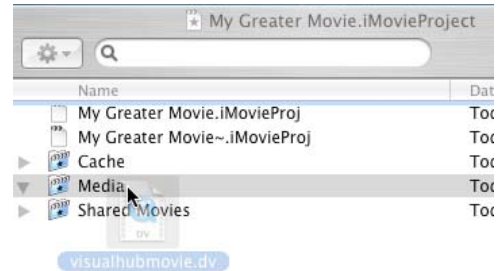 My Greater Movie.iMovieProject
Name Dat
My Greater Movie.iMovieProj Tod
My Greater Movie~.iMovieProj Tod
Cache Tod
Media Tod
Shared Movies Tod
DV
visualhubmovie.dv